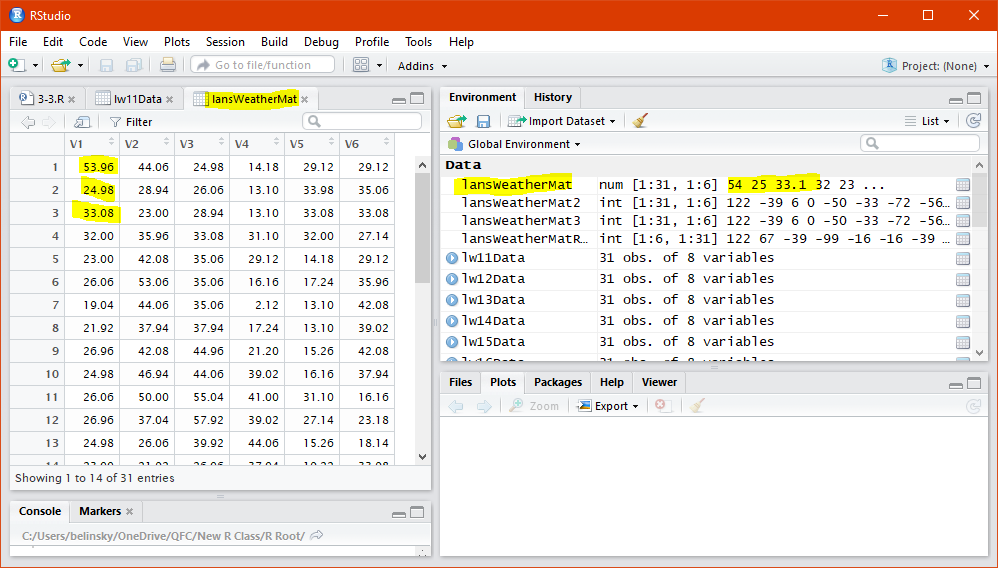 RStudio
File Edit Code View Plots Session Build Debug Profile Tools Help
Go to file/function Addins Project: (None)
3-3.R lw11Data lansWeatherMat
Filter
V1 V2 V3 V4 V5 V6
1 53.96 44.06 24.98 14.18 29.12 29.12
2 24.98 28.94 26.06 13.10 33.98 35.06
3 33.08 23.00 28.94 13.10 33.08 33.08
4 32.00 35.96 33.08 31.10 32.00 27.14
5 23.00 42.08 35.06 29.12 14.18 29.12
6 26.06 53.06 35.06 16.16 17.24 35.96
7 19.04 44.06 35.06 2.12 13.10 42.08
8 21.92 37.94 37.94 17.24 13.10 39.02
9 26.96 42.08 44.96 21.20 15.26 42.08
10 24.98 46.94 44.06 39.02 16.16 37.94
11 26.06 50.00 55.04 41.00 31.10 16.16
12 26.96 37.04 57.92 39.02 27.14 23.18
13 24.98 26.06 39.92 44.06 15.26 18.14
Showing 1 to 14 of 31 entries
Console Markers
C:/Users/belinsky/OneDrive/QFC/New R Class/R Root/
Environment History
Import Dataset List
Global Environment
Data
lansWeatherMat num [1:31, 1:6] 54 25 33.1 32 23 ...
lansWeatherMat2 int [1:31, 1:6] 122 -39 6 0 -50 -33 -72 -56…
lansWeatherMat3 int [1:31, 1:6] 122 -39 6 0 -50 -33 -72 -56…
lansWeatherMatR… int [1:6, 1:31] 122 67 -39 -99 -16 -16 -39 …
lw11Data 31 obs. of 8 variables
lw12Data 31 obs. of 8 variables
lw13Data 31 obs. of 8 variables
lw14Data 31 obs. of 8 variables
lw15Data 31 obs. of 8 variables
lw16Data 31 obs. of 8 variables
Files Plots Packages Help Viewer
Zoom Export